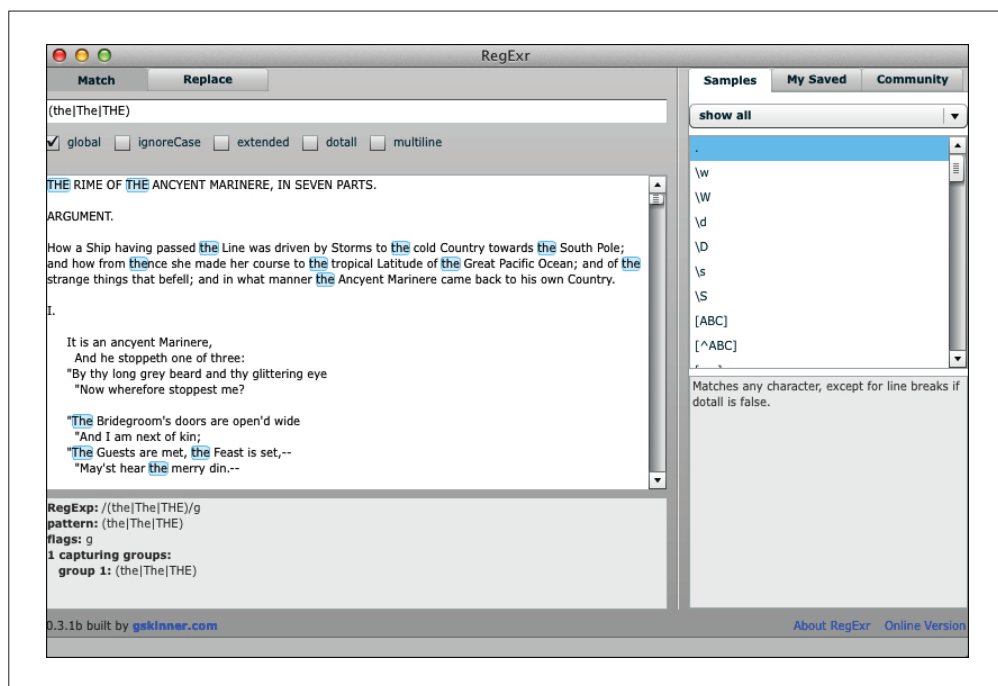 RegExr
Match Replace
(the|The|THE)
global ignoreCase extended dotall multiline
THE RIME OF THE ANCYENT MARINERE, IN SEVEN PARTS.
ARGUMENT.
How a Ship having passed the Line was driven by Storms to the cold Country towards the South Pole;
and how from thence she made her course to the tropical Latitude of the Great Pacific Ocean; and of the
strange things that befell; and in what manner the Ancyent Marinere came back to his own Country.
I.
It is an ancyent Marinere,
And he stoppeth one of three:
"By thy long grey beard and thy glittering eye
"Now wherefore stoppest me?
"The Bridegroom's doors are open'd wide
"And I am next of kin;
"The Guests are met, the Feast is set,--
"May'st hear the merry din.--
RegExp: /(the|The|THE)/g
pattern: (the|The|THE)
flags: g
1 capturing groups:
group 1: (the|The|THE)
Samples My Saved Community
show all
.
\w
\W
\d
\D
\s
\S
[ABC]
[^ABC]
Matches any character, except for line breaks if
dotall is false.
0.3.1b built by gskinner.com
About RegExr Online Version